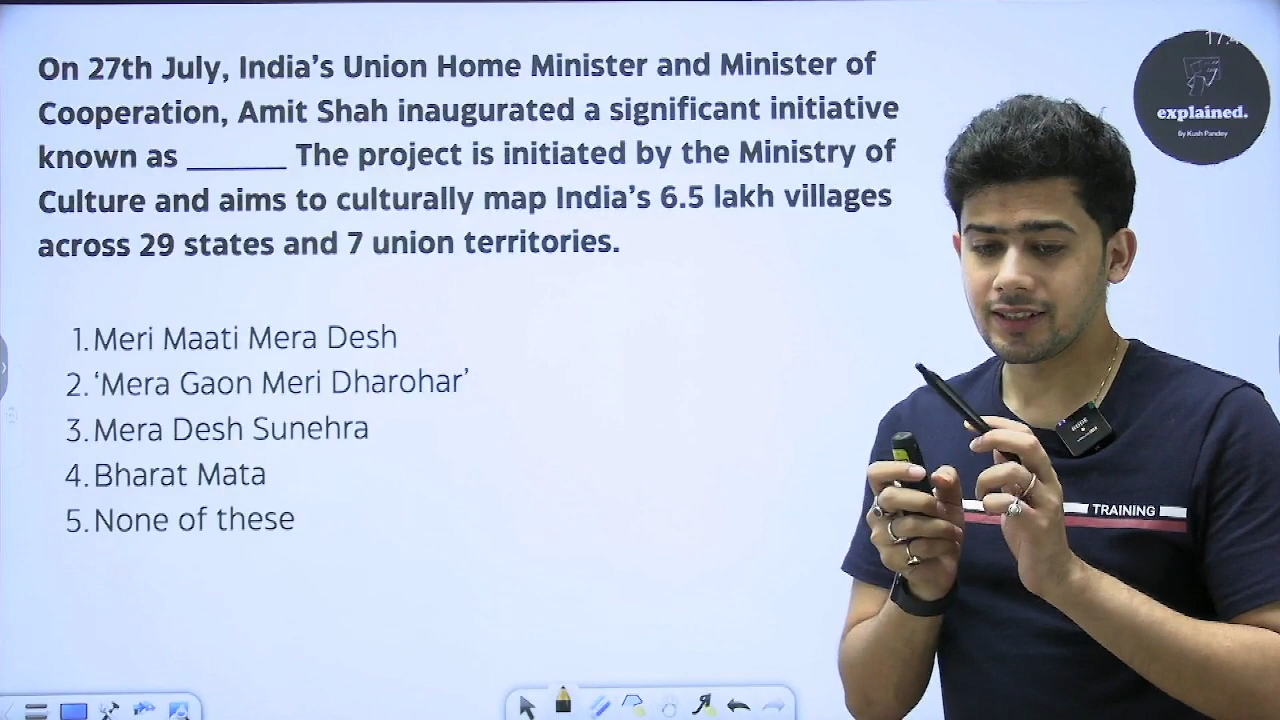 On 27th July, India’s Union Home Minister and Minister of
Cooperation, Amit Shah inaugurated a significant initiative
known as _______ The project is initiated by the Ministry of
Culture and aims to culturally map India’s 6.5 lakh villages
across 29 states and 7 union territories.
1. Meri Maati Mera Desh
2. ‘Mera Gaon Meri Dharohar’
3. Mera Desh Sunehra
4. Bharat Mata
5. None of these
explained.
By Kush Pandey
TRAINING